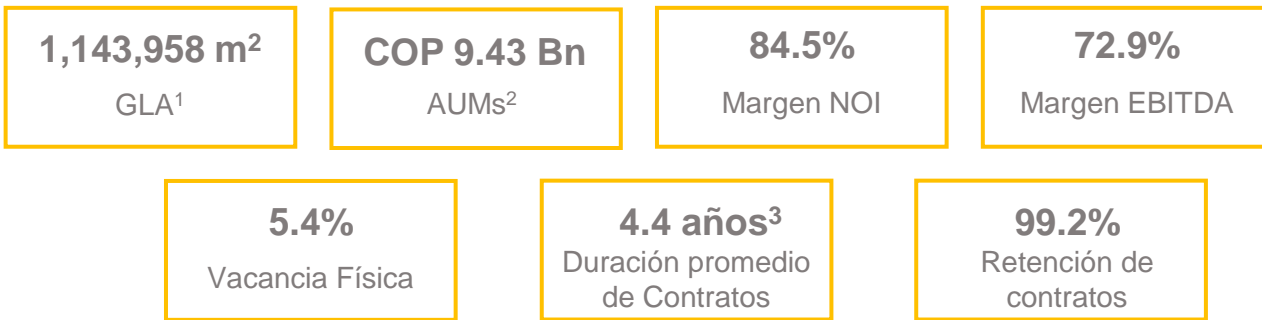 1,143,958 m²
GLA¹
COP 9.43 Bn
AUMs²
84.5%
Margen NOI
72.9%
Margen EBITDA
5.4%
Vacancia Física
4.4 años³
Duración promedio
de Contratos
99.2%
Retención de
contratos